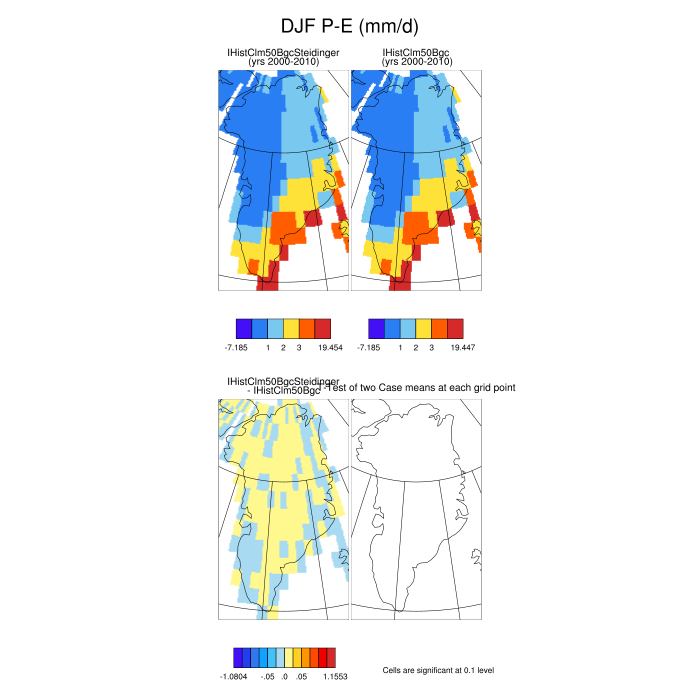 DJF P-E (mm/d)
IHistClm50BgcSteidinger
(yrs 2000-2010)
IHistClm50Bgc
(yrs 2000-2010)
-7.185 1 2 3 19.454
-7.185 1 2 3 19.447
IHistClm50BgcSteidinger
- IHistClm50Bgc
T-Test of two Case means at each grid point
-1.0804 -.05 .0 .05 1.1553
Cells are significant at 0.1 level